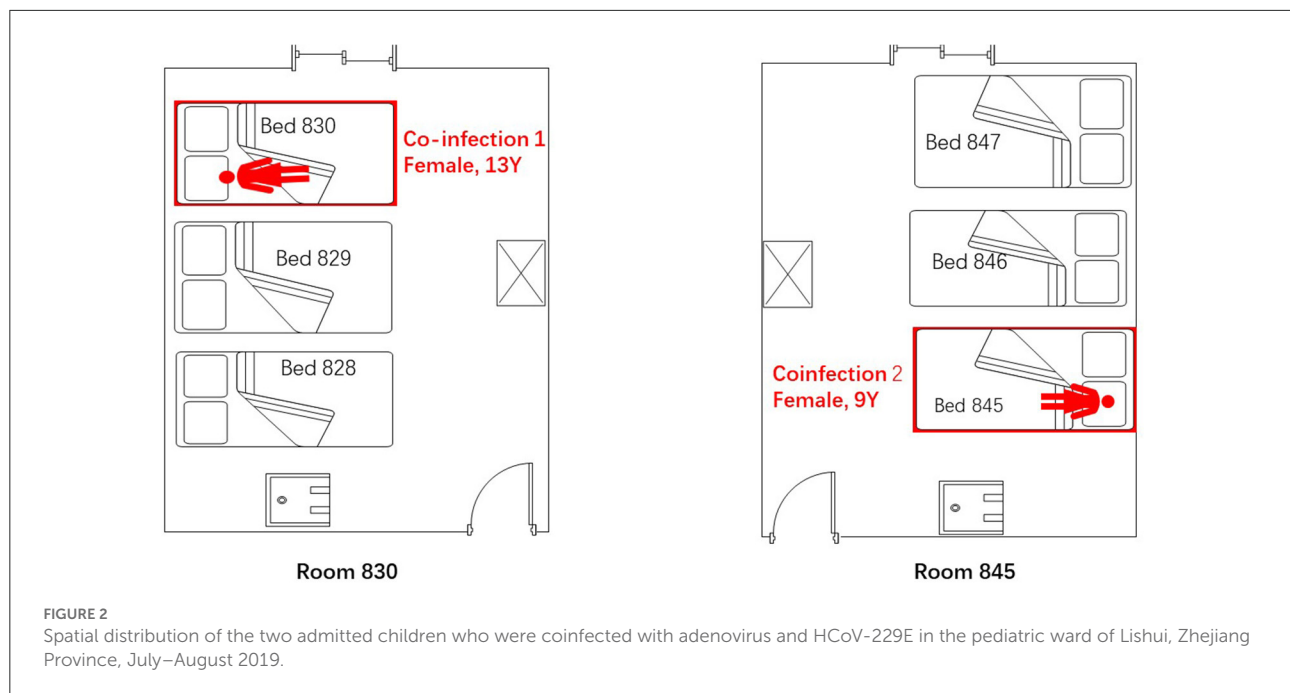 Bed 830
Co-infection 1
Female, 13Y
Bed 829
Bed 828
Room 830
Bed 847
Bed 846
Coinfection 2
Female, 9Y
Bed 845
Room 845
FIGURE 2
Spatial distribution of the two admitted children who were coinfected with adenovirus and HCoV-229E in the pediatric ward of Lishui, Zhejiang
Province, July–August 2019.